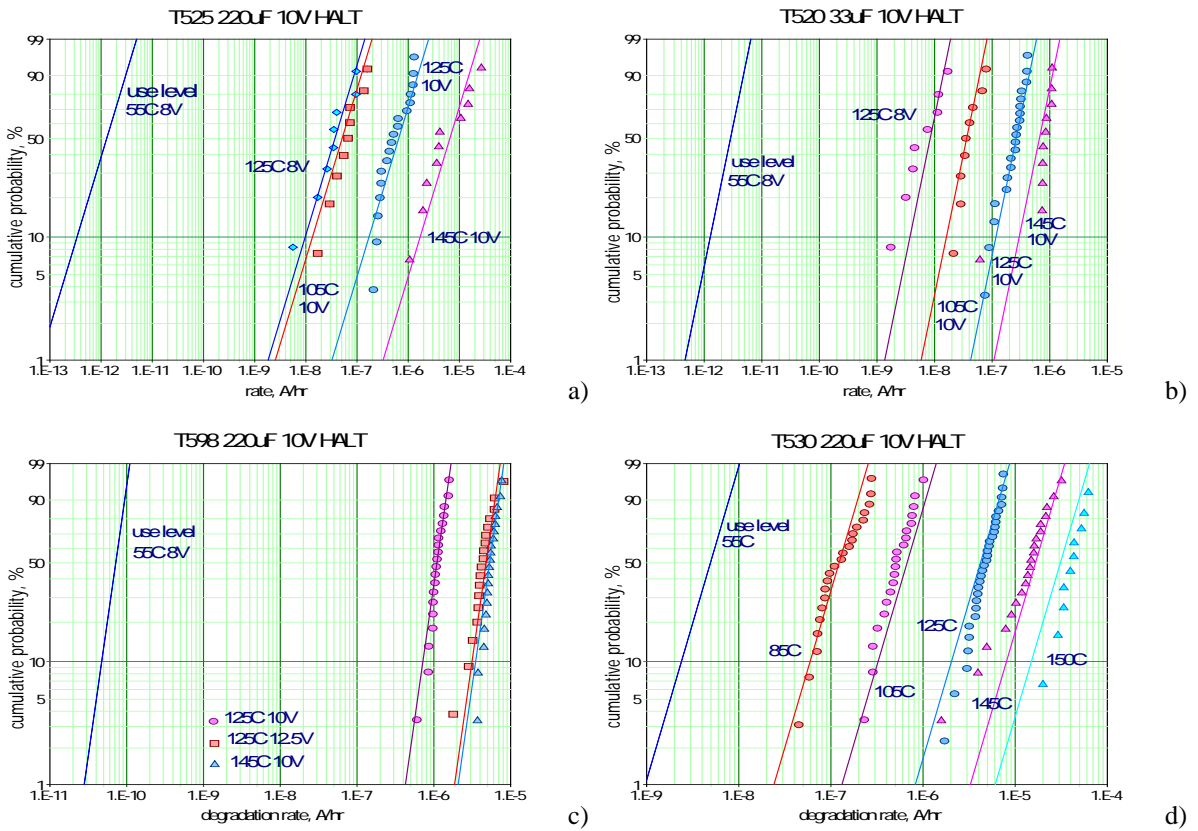 T525 220uF 10V HALT
99
90
50
10
5
1
cumulative probability, %
use level
55C 8V
125C 8V
125C
10V
105C
10V
145C 10V
1.E-13 1.E-12 1.E-11 1.E-10 1.E-9 1.E-8 1.E-7 1.E-6 1.E-5 1.E-4
rate, A/hr
a)
T520 33uF 10V HALT
99
90
50
10
5
1
cumulative probability, %
use level
55C 8V
125C 8V
105C
10V
125C
10V
145C
10V
1.E-13 1.E-12 1.E-11 1.E-10 1.E-9 1.E-8 1.E-7 1.E-6 1.E-5
rate, A/hr
b)
T598 220uF 10V HALT
99
90
50
10
5
1
cumulative probability, %
use level
55C 8V
125C 10V
125C 12.5V
145C 10V
1.E-11 1.E-10 1.E-9 1.E-8 1.E-7 1.E-6 1.E-5
degradation rate, A/hr
c)
T530 220uF 10V HALT
99
90
50
10
5
1
cumulative probability, %
use level
55C
85C
105C
125C
145C
150C
1.E-9 1.E-8 1.E-7 1.E-6 1.E-5 1.E-4
degradation rate, A/hr
d)